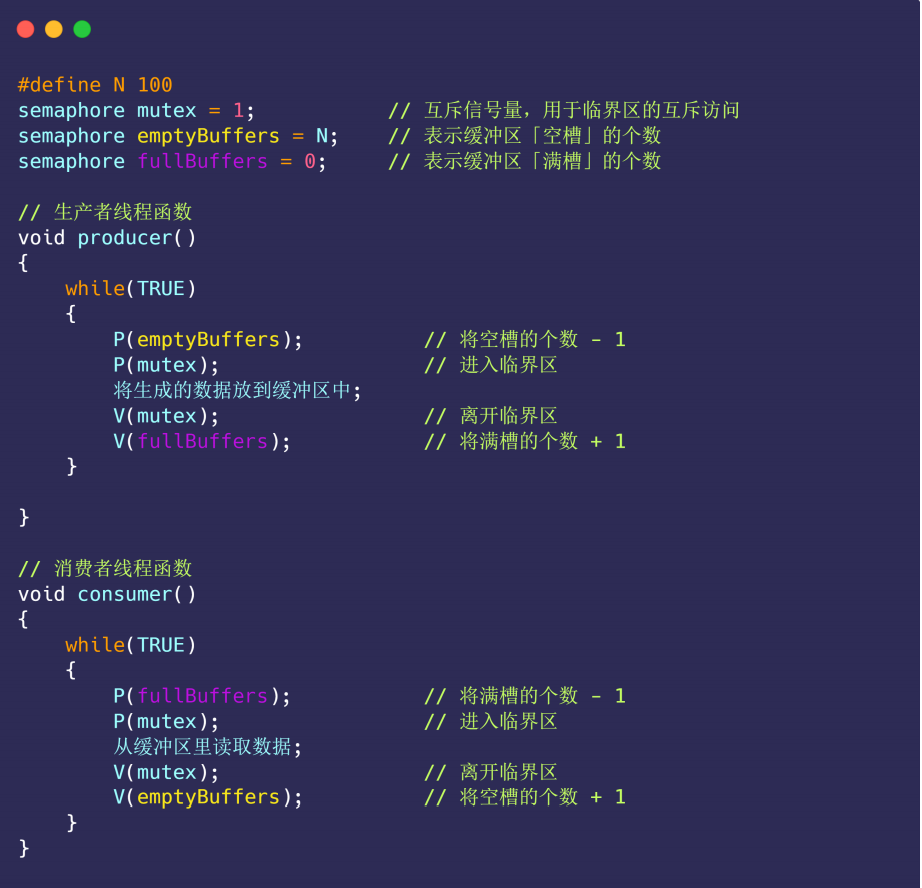 #define N 100
semaphore mutex = 1; // 互斥信号量，用于临界区的互斥访问
semaphore emptyBuffers = N; // 表示缓冲区「空槽」的个数
semaphore fullBuffers = 0; // 表示缓冲区「满槽」的个数
// 生产者线程函数
void producer()
{
while(TRUE)
{
P(emptyBuffers); // 将空槽的个数 - 1
P(mutex); // 进入临界区
将生成的数据放到缓冲区中;
V(mutex); // 离开临界区
V(fullBuffers); // 将满槽的个数 + 1
}
}
// 消费者线程函数
void consumer()
{
while(TRUE)
{
P(fullBuffers); // 将满槽的个数 - 1
P(mutex); // 进入临界区
从缓冲区里读取数据;
V(mutex); // 离开临界区
V(emptyBuffers); // 将空槽的个数 + 1
}
}